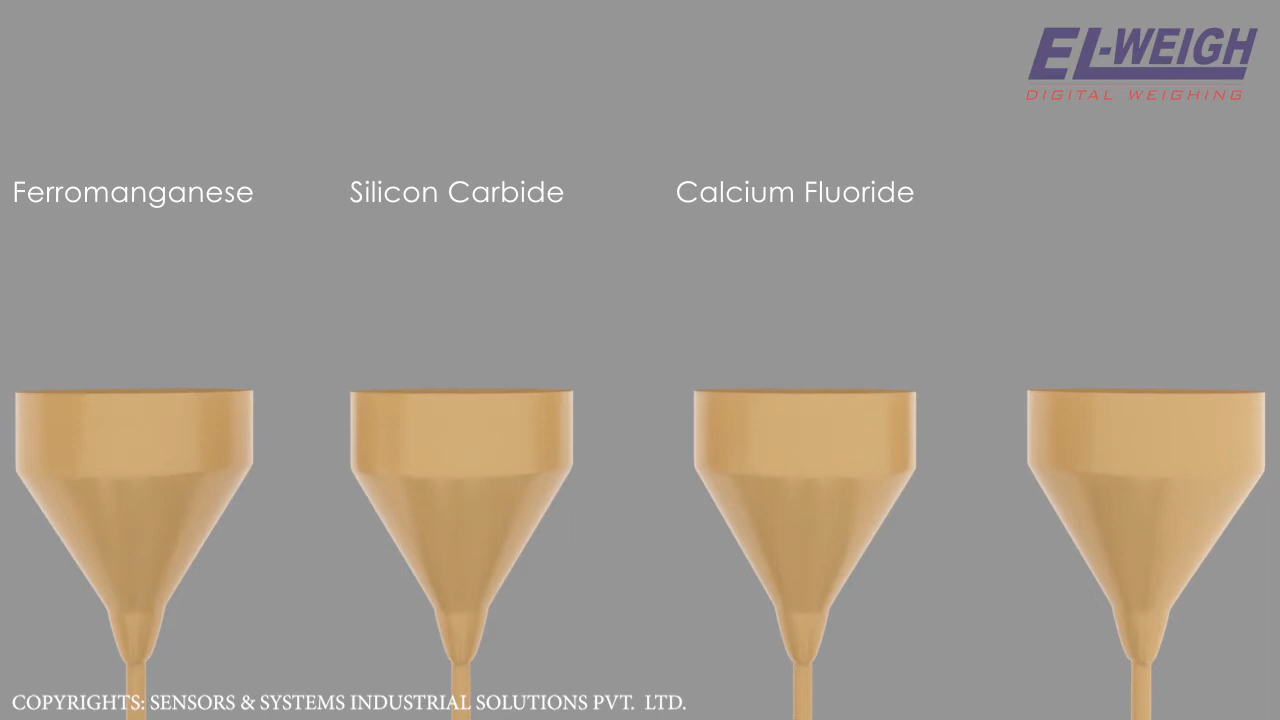 EL-WEIGH
DIGITAL WEIGHING
Ferromanganese
Silicon Carbide
Calcium Fluoride
COPYRIGHTS: SENSORS & SYSTEMS INDUSTRIAL SOLUTIONS PVT. LTD.